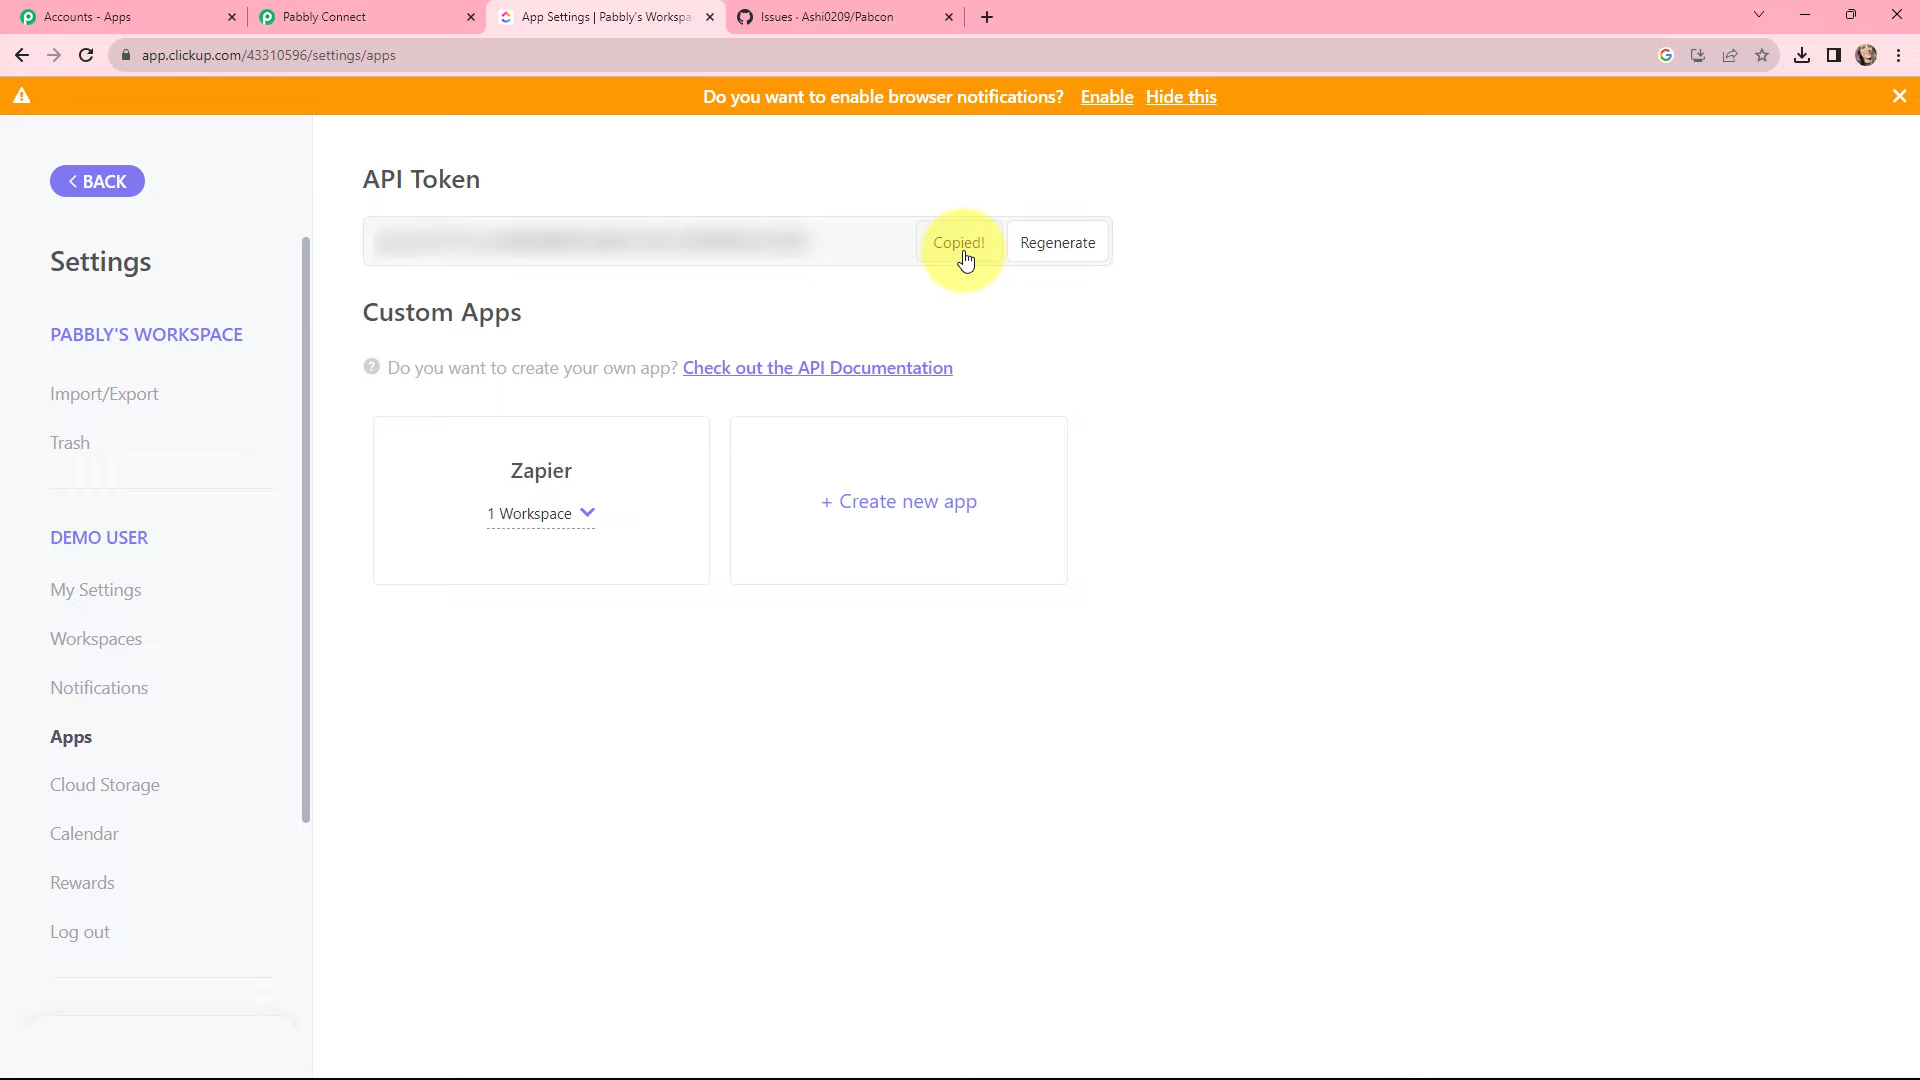 Accounts - Apps
Pabbly Connect
App Settings | Pabbly's Workspa
Issues · Ashi0209/Pabcon
app.clickup.com/43310596/settings/apps
Do you want to enable browser notifications? Enable Hide this
BACK
Settings
PABBLY'S WORKSPACE
Import/Export
Trash
DEMO USER
My Settings
Workspaces
Notifications
Apps
Cloud Storage
Calendar
Rewards
Log out
API Token
Copied! Regenerate
Custom Apps
Do you want to create your own app? Check out the API Documentation
Zapier
1 Workspace
+ Create new app